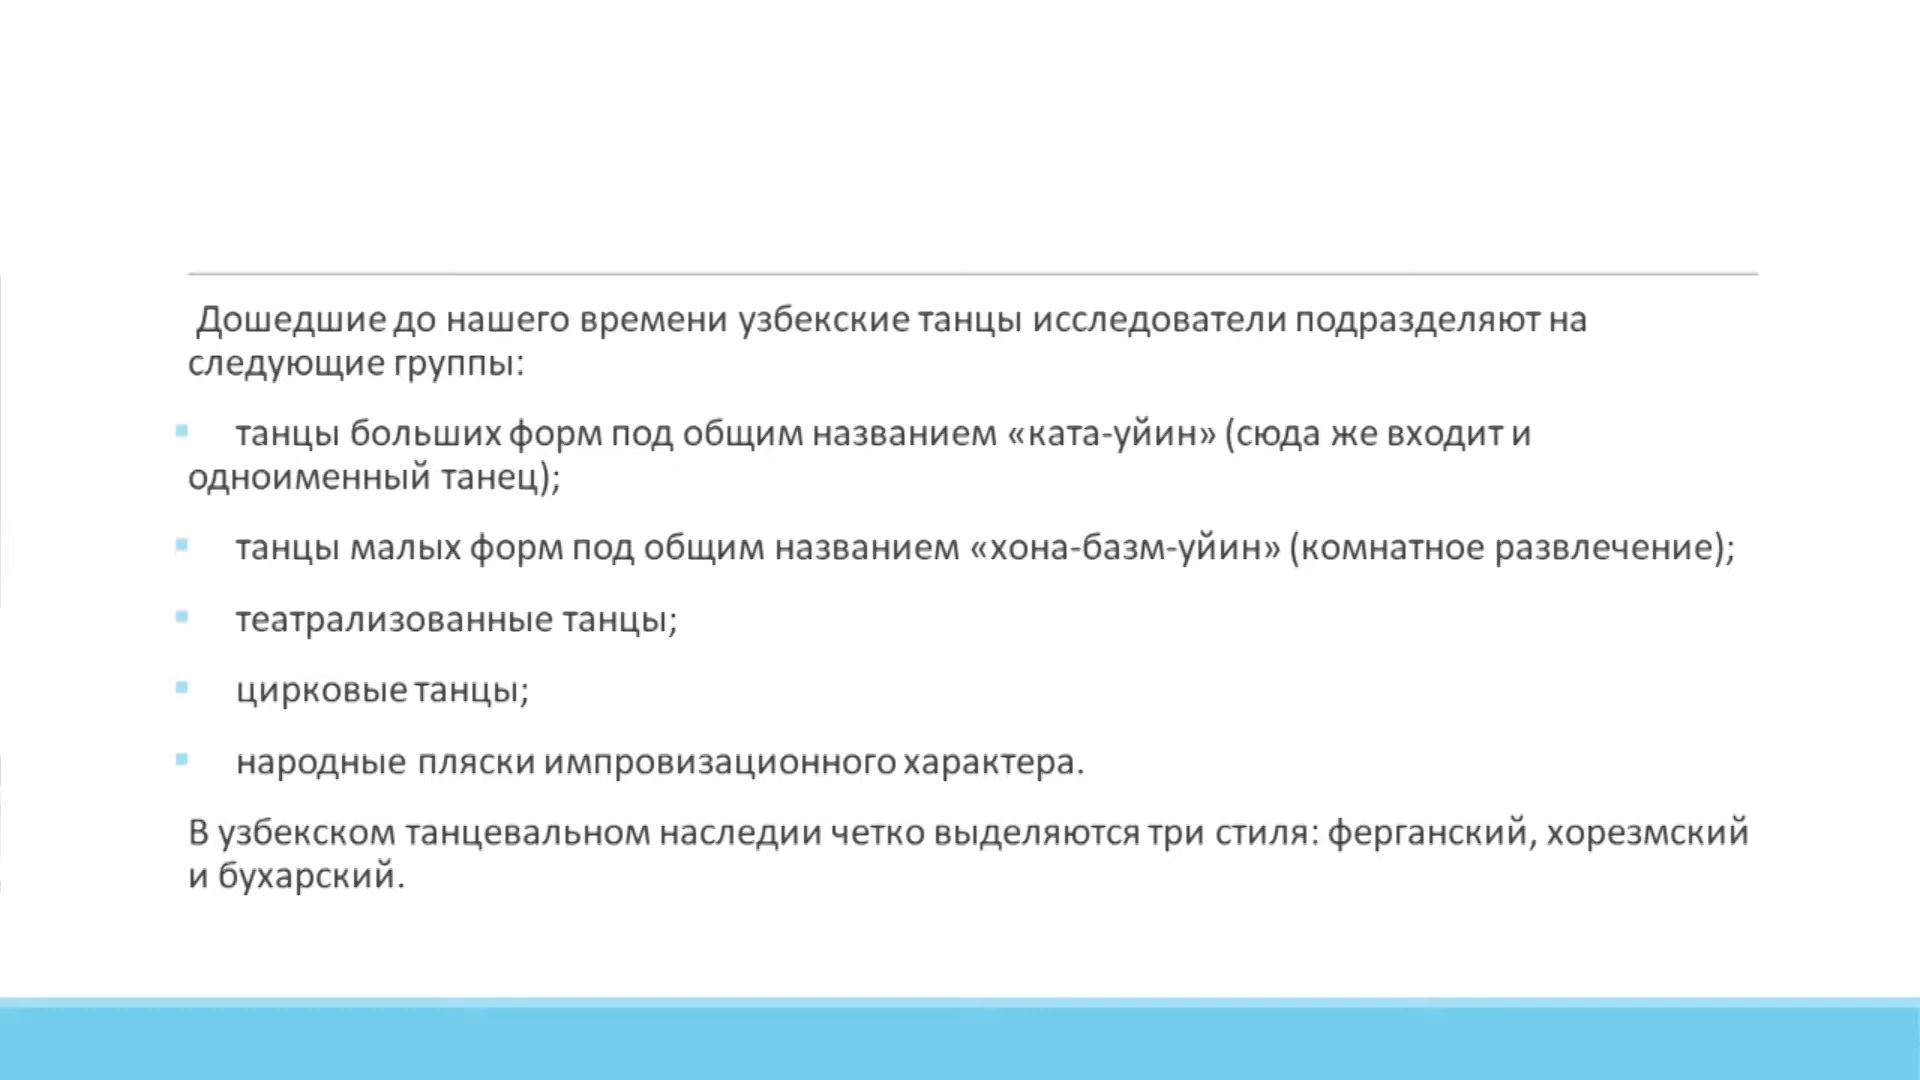 Дошедшие до нашего времени узбекские танцы исследователи подразделяют на
следующие группы:
▪ танцы больших форм под общим названием «ката-уйин» (сюда же входит и
одноименный танец);
▪ танцы малых форм под общим названием «хона-базм-уйин» (комнатное развлечение);
▪ театрализованные танцы;
▪ цирковые танцы;
▪ народные пляски импровизационного характера.
В узбекском танцевальном наследии четко выделяются три стиля: ферганский, хорезмский
и бухарский.